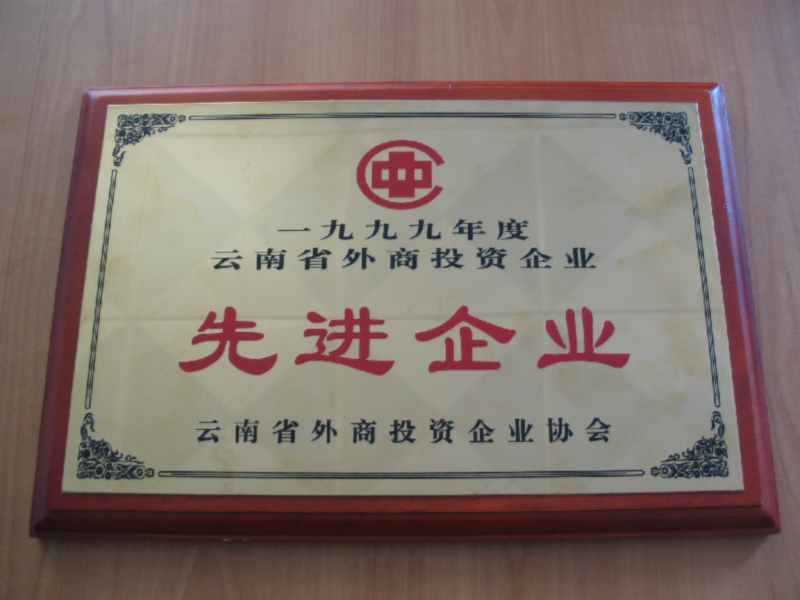 一九九九年度
云南省外商投资企业
先进企业
云南省外商投资企业协会